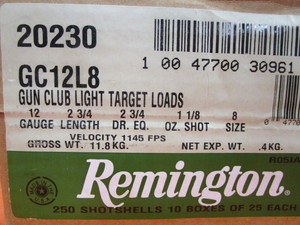 20230
1 00 47700 30961
GC12L8
GUN CLUB LIGHT TARGET LOADS
12 2 3/4 2 3/4 1 1/8 8
GAUGE LENGTH DR. EQ. OZ. SHOT SIZE
VELOCITY 1145 FPS
GROSS WT. 11.8 KG. NET EXP. WT. .4KG.
R051A
Remington
250 SHOTSHELLS 10 BOXES OF 25 EACH